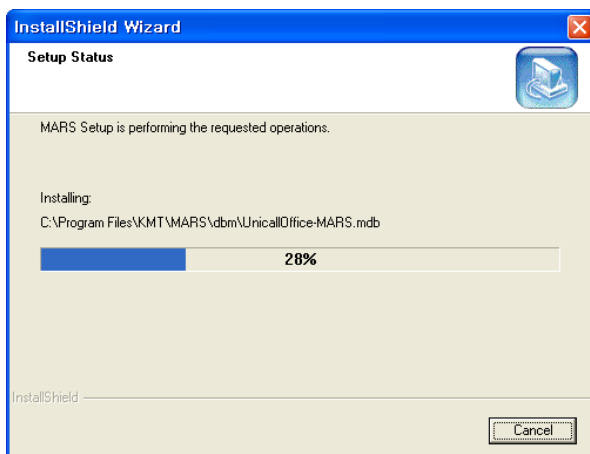 InstallShield Wizard
Setup Status
MARS Setup is performing the requested operations.
Installing:
C:\Program Files\KMT\MARS\dbm\UnicallOffice-MARS.mdb
28%
InstallShield
Cancel